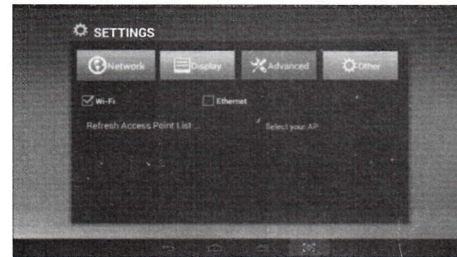 SETTINGS
Network Display Advanced Other
Wi-Fi Ethernet
Refresh Access Point List Select your AP